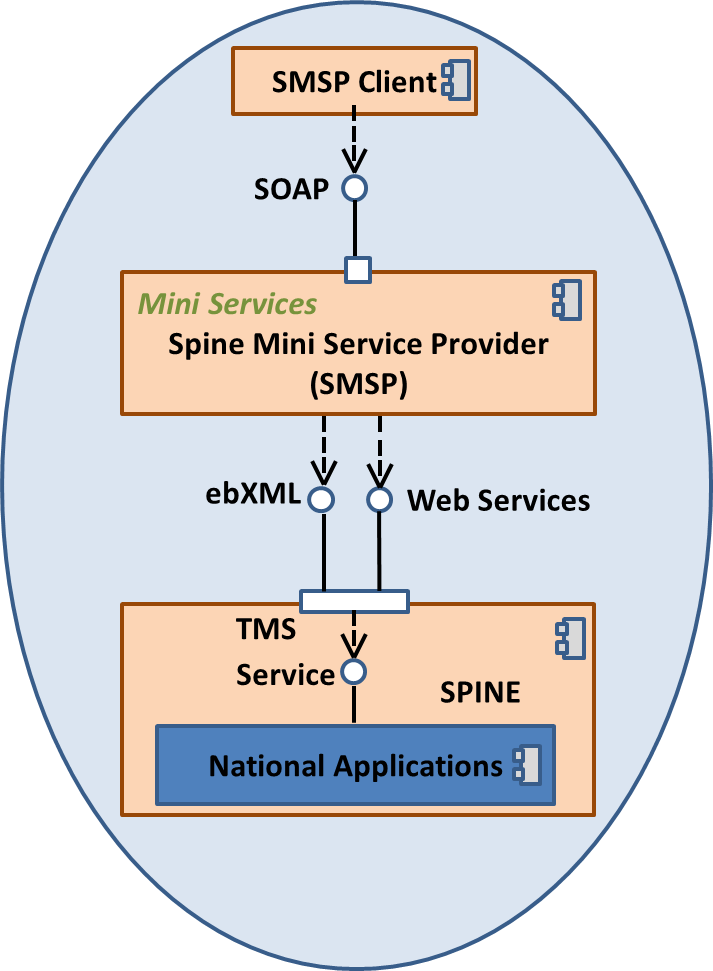 SMSP Client
SOAP
Mini Services
Spine Mini Service Provider
(SMSP)
ebXML
Web Services
TMS
Service
SPINE
National Applications